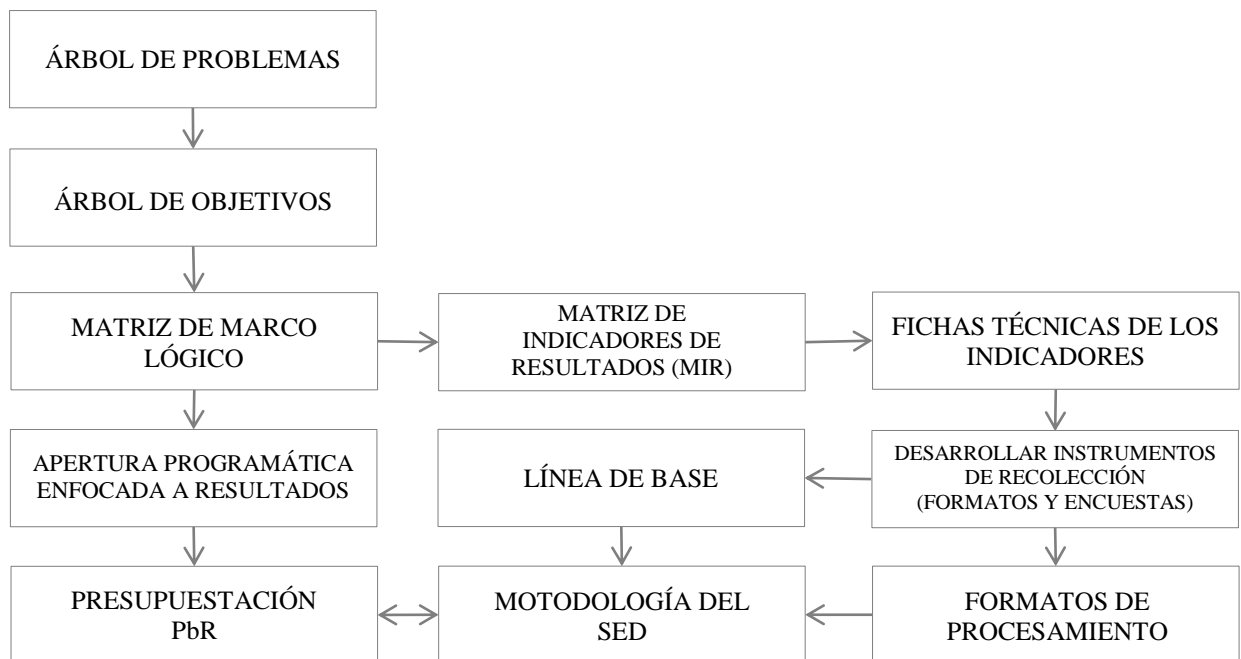 ÁRBOL DE PROBLEMAS
ÁRBOL DE OBJETIVOS
MATRIZ DE MARCO
LÓGICO
MATRIZ DE
INDICADORES DE
RESULTADOS (MIR)
FICHAS TÉCNICAS DE LOS
INDICADORES
APERTURA PROGRAMÁTICA
ENFOCADA A RESULTADOS
LÍNEA DE BASE
DESARROLLAR INSTRUMENTOS
DE RECOLECCIÓN
(FORMATOS Y ENCUESTAS)
PRESUPUESTACIÓN
PbR
MOTODOLOGÍA DEL
SED
FORMATOS DE
PROCESAMIENTO